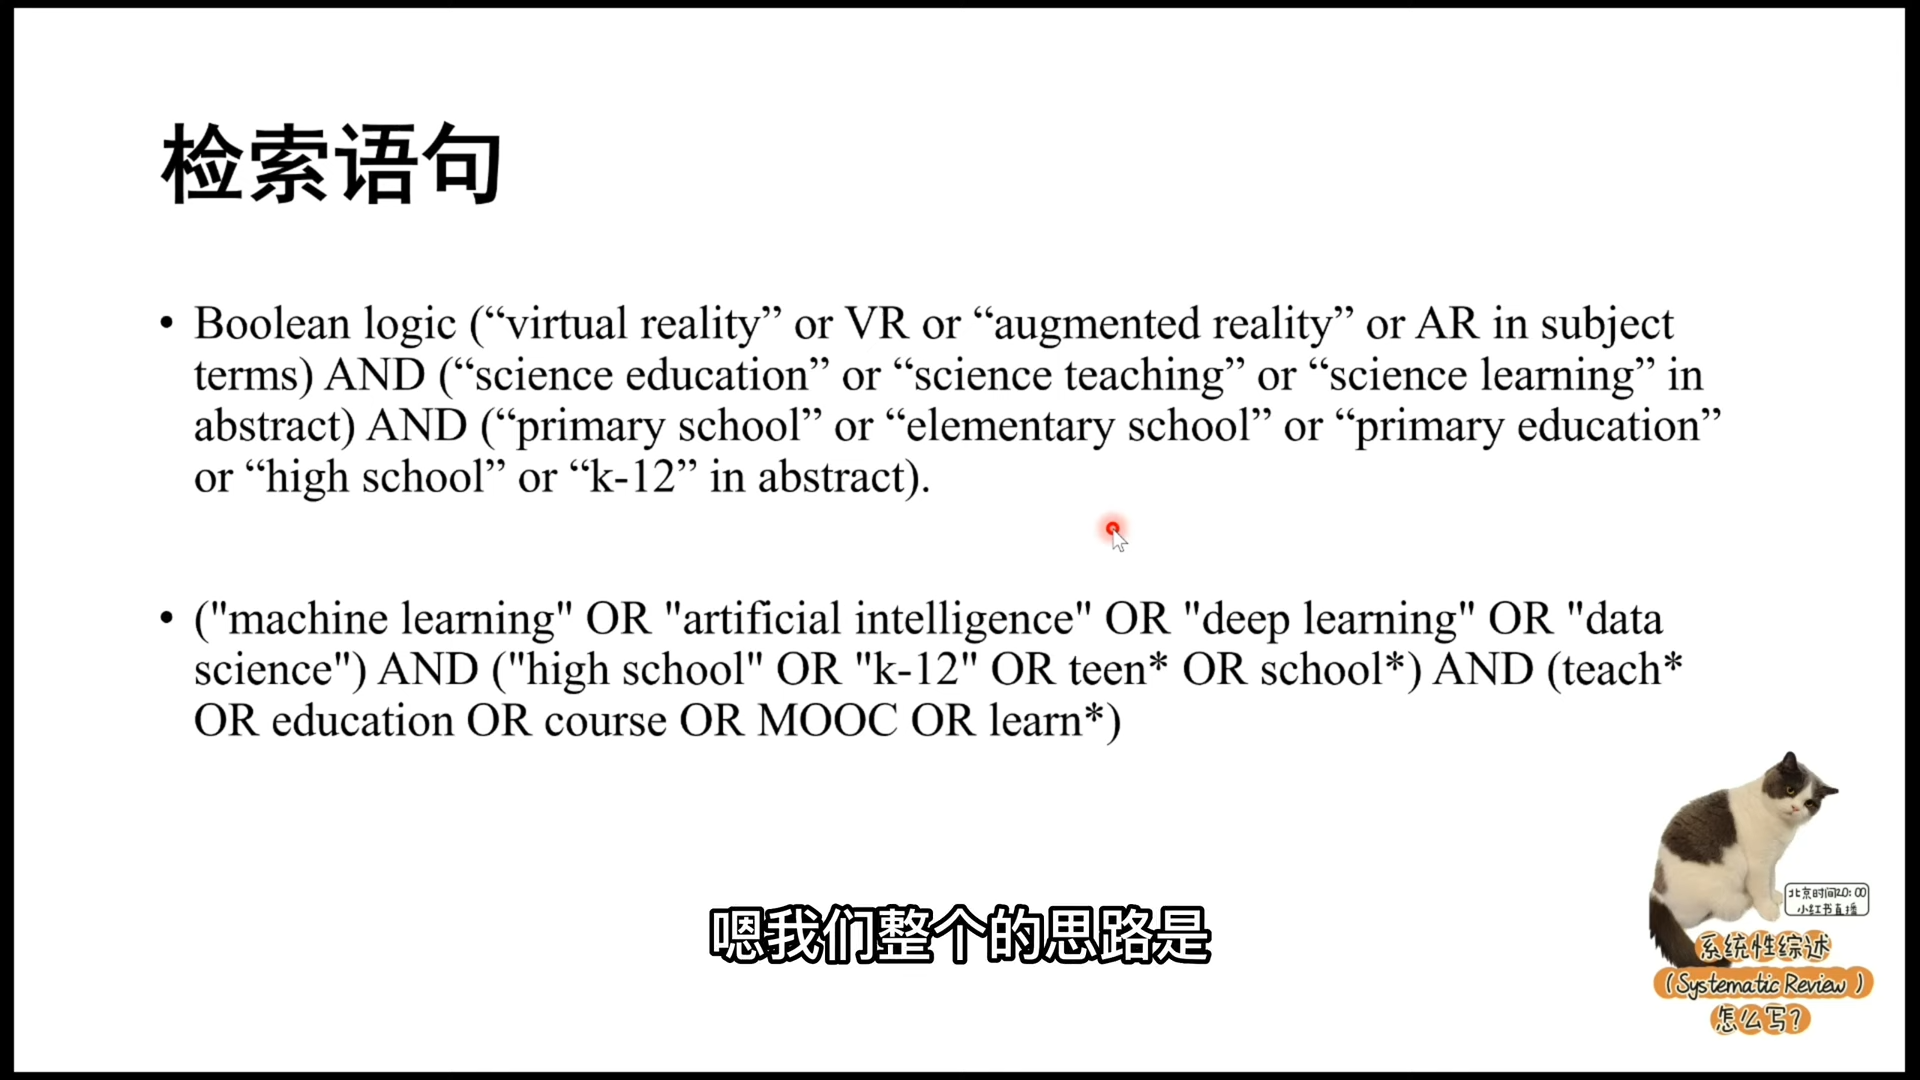 检索语句
• Boolean logic (“virtual reality” or VR or “augmented reality” or AR in subject
terms) AND (“science education” or “science teaching” or “science learning” in
abstract) AND (“primary school” or “elementary school” or “primary education”
or “high school” or “k-12” in abstract).
• ("machine learning" OR "artificial intelligence" OR "deep learning" OR "data
science") AND ("high school" OR "k-12" OR teen* OR school*) AND (teach*
OR education OR course OR MOOC OR learn*)
北京时间20:00
小红书直播
系统性综述
(Systematic Review)
怎么写?
嗯我们整个的思路是